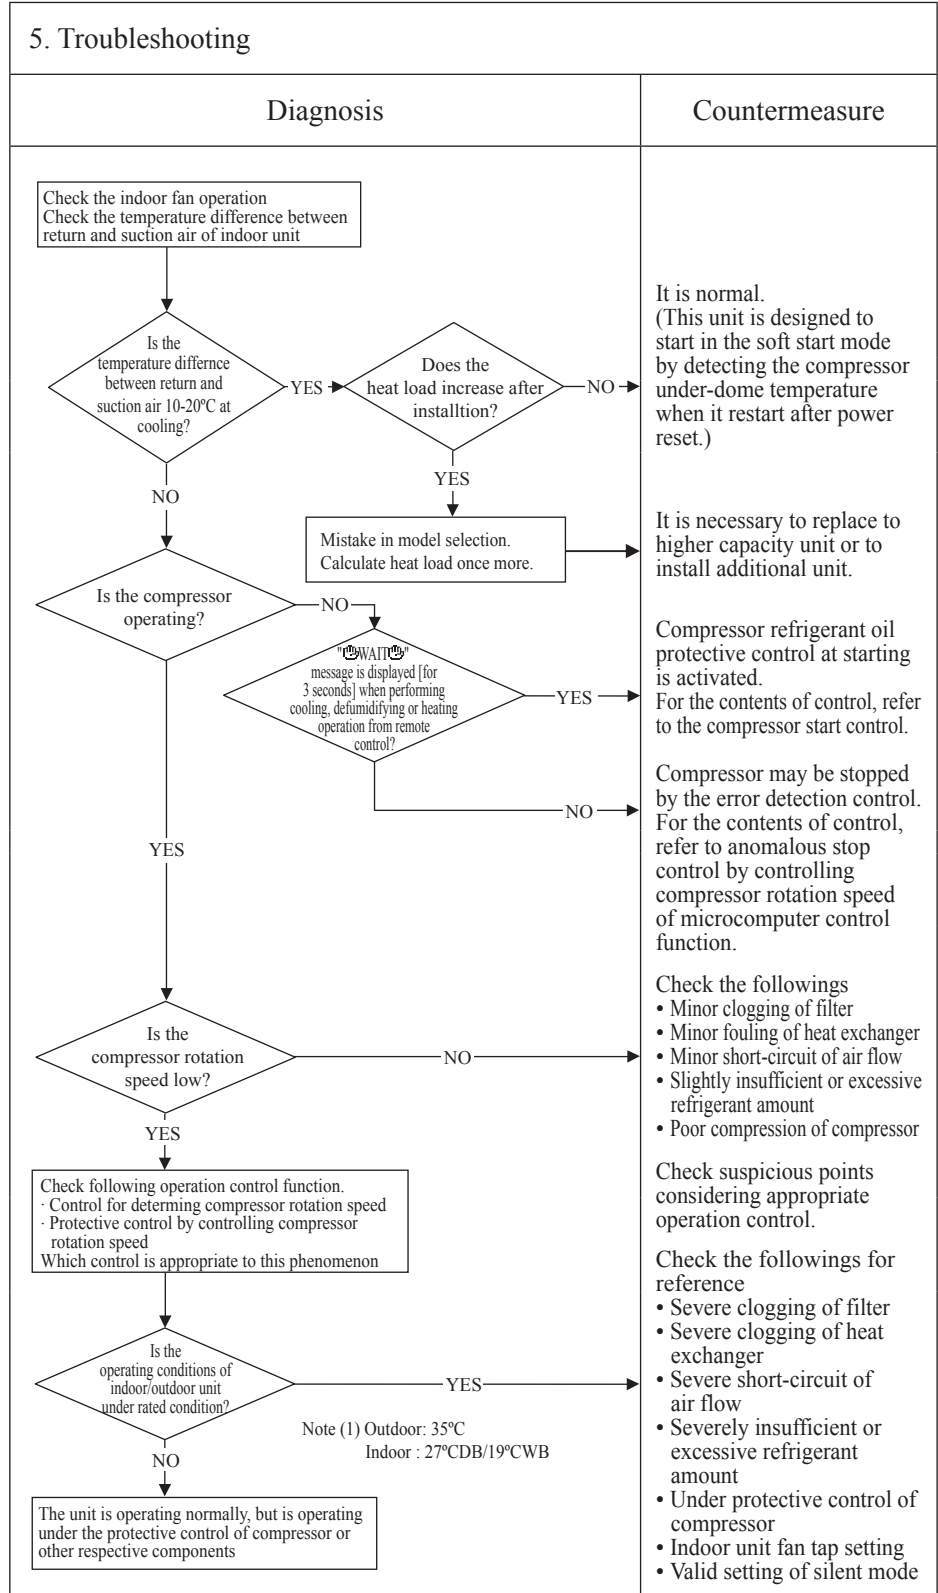 5. Troubleshooting
Diagnosis
Countermeasure
Check the indoor fan operation
Check the temperature difference between
return and suction air of indoor unit
Is the
temperature differnce
between return and
suction air 10-20ºC at
cooling?
YES
Does the
heat load increase after
installtion?
NO
It is normal.
(This unit is designed to
start in the soft start mode
by detecting the compressor
under-dome temperature
when it restart after power
reset.)
NO
YES
Mistake in model selection.
Calculate heat load once more.
It is necessary to replace to
higher capacity unit or to
install additional unit.
Is the compressor
operating?
NO
"WAIT"
message is displayed [for
3 seconds] when performing
cooling, defumidifying or heating
operation from remote
control?
YES
Compressor refrigerant oil
protective control at starting
is activated.
For the contents of control, refer
to the compressor start control.
NO
Compressor may be stopped
by the error detection control.
For the contents of control,
refer to anomalous stop
control by controlling
compressor rotation speed
of microcomputer control
function.
YES
Is the
compressor rotation
speed low?
NO
Check the followings
• Minor clogging of filter
• Minor fouling of heat exchanger
• Minor short-circuit of air flow
• Slightly insufficient or excessive
refrigerant amount
• Poor compression of compressor
YES
Check following operation control function.
· Control for determing compressor rotation speed
· Protective control by controlling compressor
rotation speed
Which control is appropriate to this phenomenon
Check suspicious points
considering appropriate
operation control.
Is the
operating conditions of
indoor/outdoor unit
under rated condition?
YES
Note (1) Outdoor: 35ºC
Indoor : 27ºCDB/19ºCWB
Check the followings for
reference
• Severe clogging of filter
• Severe clogging of heat
exchanger
• Severe short-circuit of
air flow
• Severely insufficient or
excessive refrigerant
amount
• Under protective control of
compressor
• Indoor unit fan tap setting
• Valid setting of silent mode
NO
The unit is operating normally, but is operating
under the protective control of compressor or
other respective components